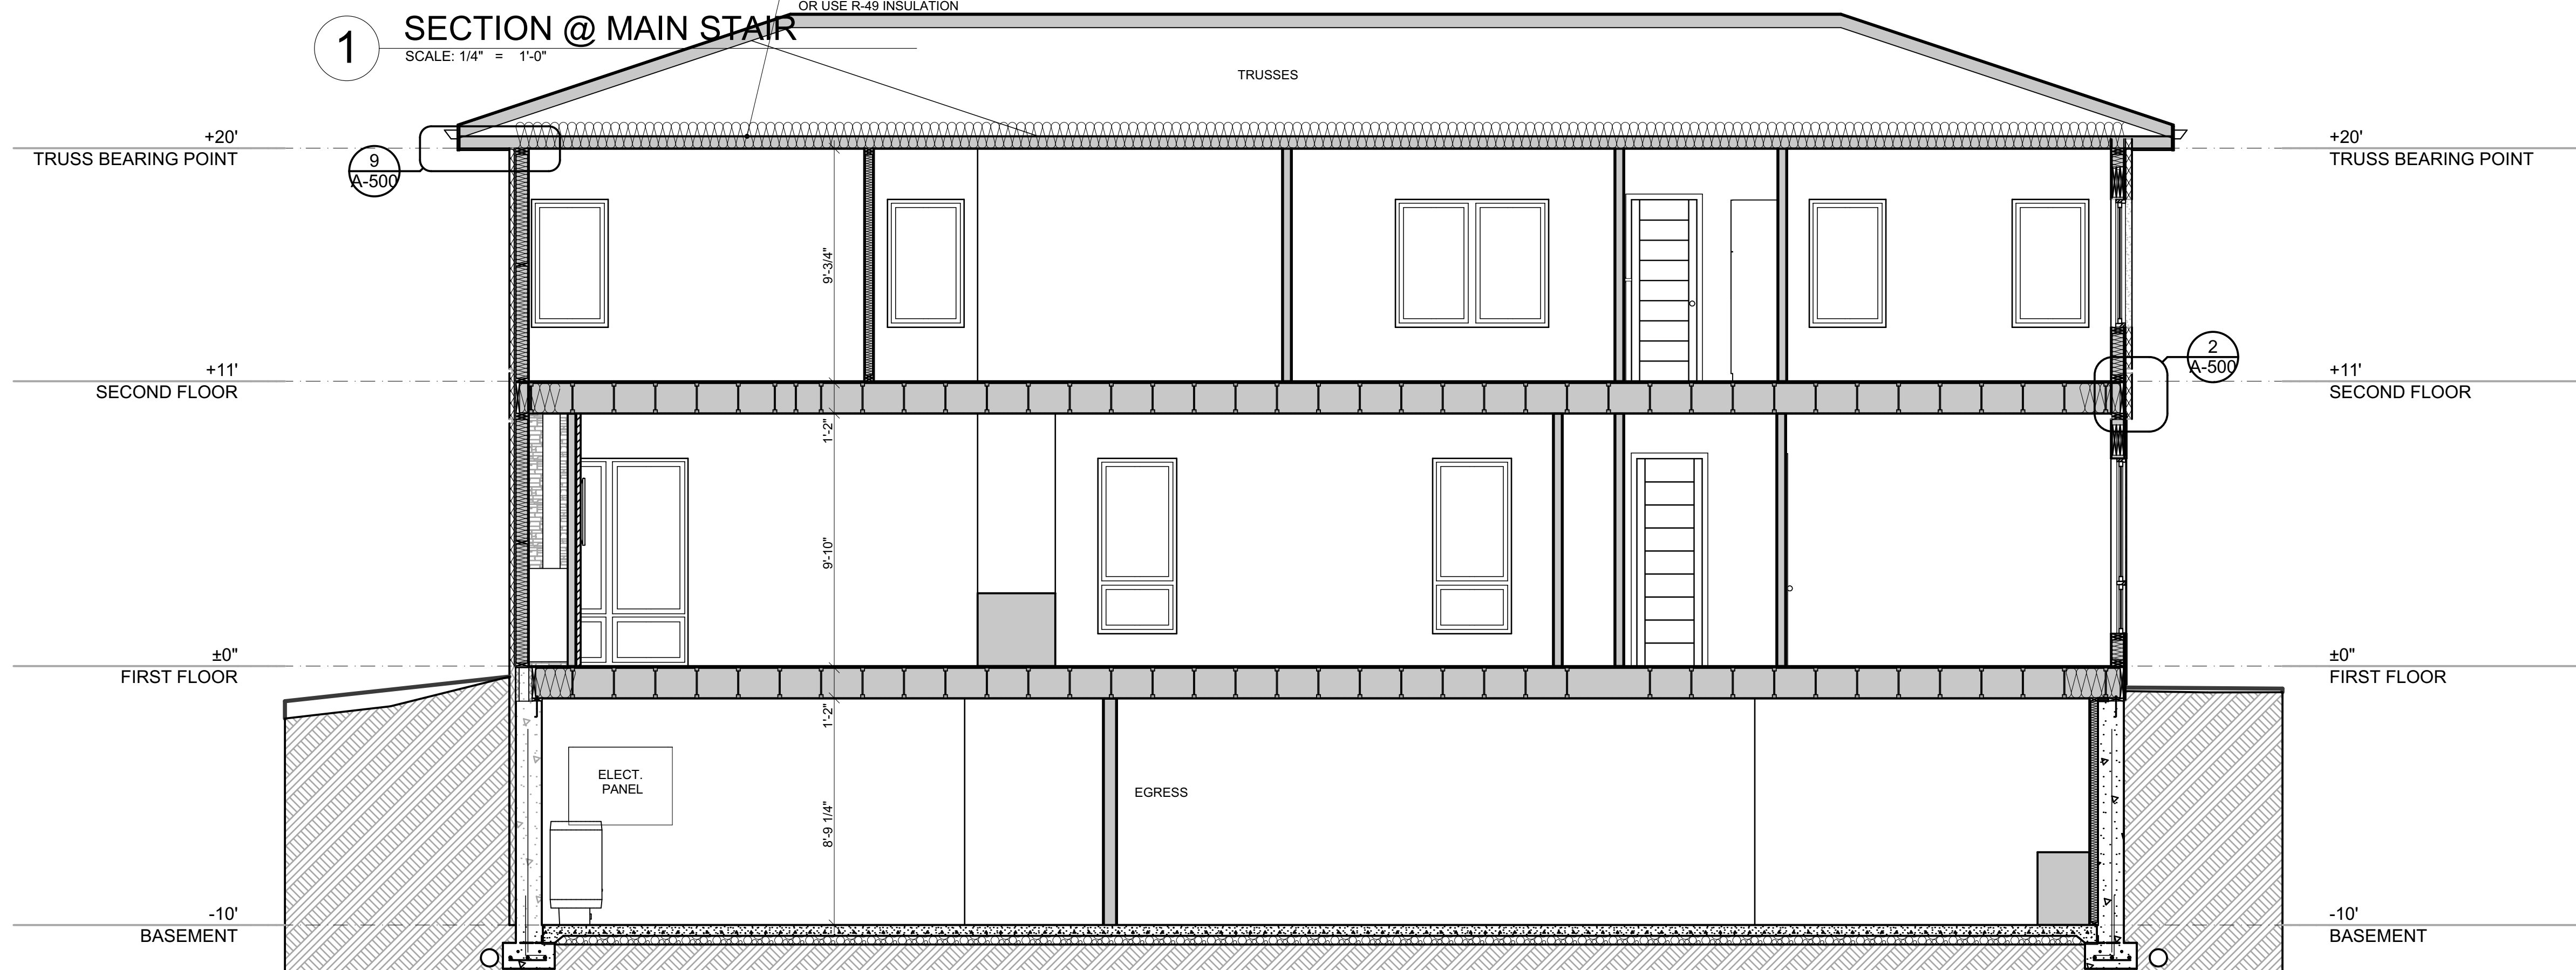 OR USE R-49 INSULATION
1
SECTION @ MAIN STAIR
SCALE: 1/4" = 1'-0"
TRUSSES
+20'
TRUSS BEARING POINT
9
A-500
+20'
TRUSS BEARING POINT
9'-3/4"
+11'
SECOND FLOOR
2
A-500
+11'
SECOND FLOOR
1'-2"
9'-10"
±0"
FIRST FLOOR
±0"
FIRST FLOOR
1'-2"
ELECT.
PANEL
EGRESS
8'-9 1/4"
-10'
BASEMENT
-10'
BASEMENT